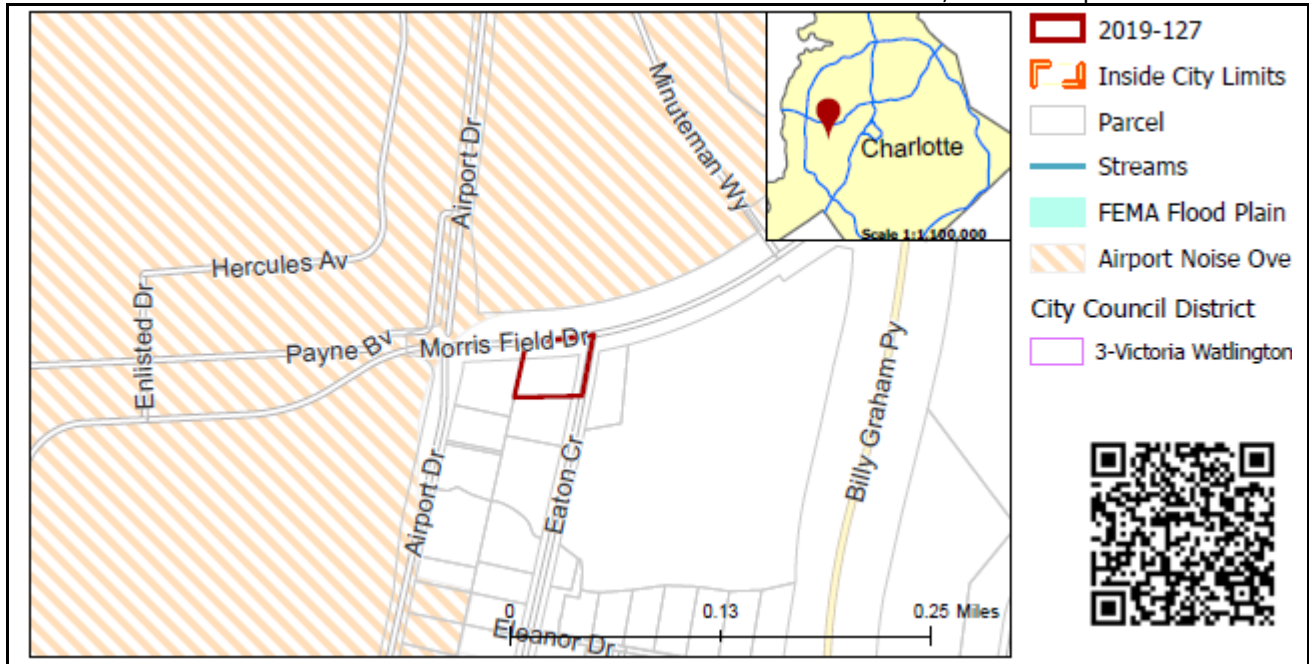 Airport Dr
Minuteman Wy
Charlotte
Scale 1:1,100,000
Hercules Av
Enlisted Dr
Payne Bv
Morris Field Dr
Airport Dr
Eaton Cr
Billy Graham Py
Eleanor Dr
0 0.13 0.25 Miles
2019-127
Inside City Limits
Parcel
Streams
FEMA Flood Plain
Airport Noise Ove
City Council District
3-Victoria Watlington